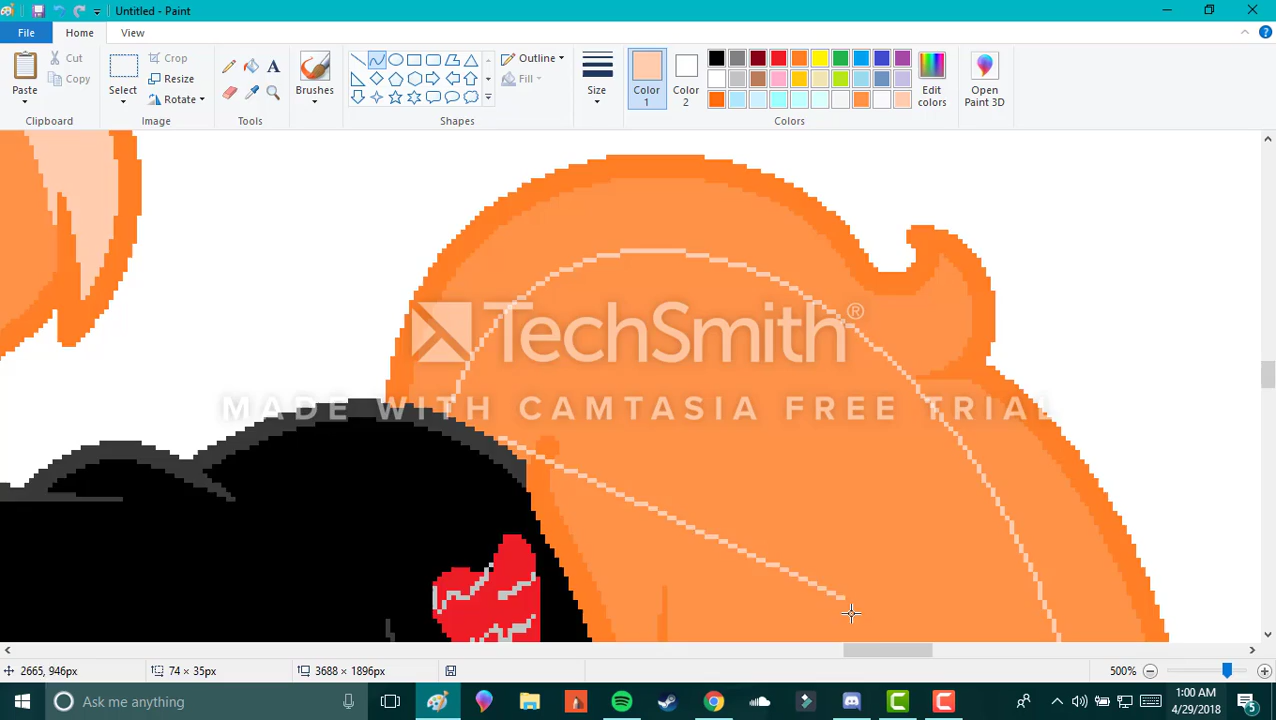 Untitled - Paint
File Home View
Paste Cut Copy Clipboard
Select Crop Resize Rotate Image
A Tools
Brushes
Outline Fill Shapes
Size
Color 1 Color 2 Edit colors Colors
Open Paint 3D
TechSmith®
MADE WITH CAMTASIA FREE TRIAL
2665, 946px 74 × 35px 3688 × 1896px 500%
Ask me anything 1:00 AM
4/29/2018 5